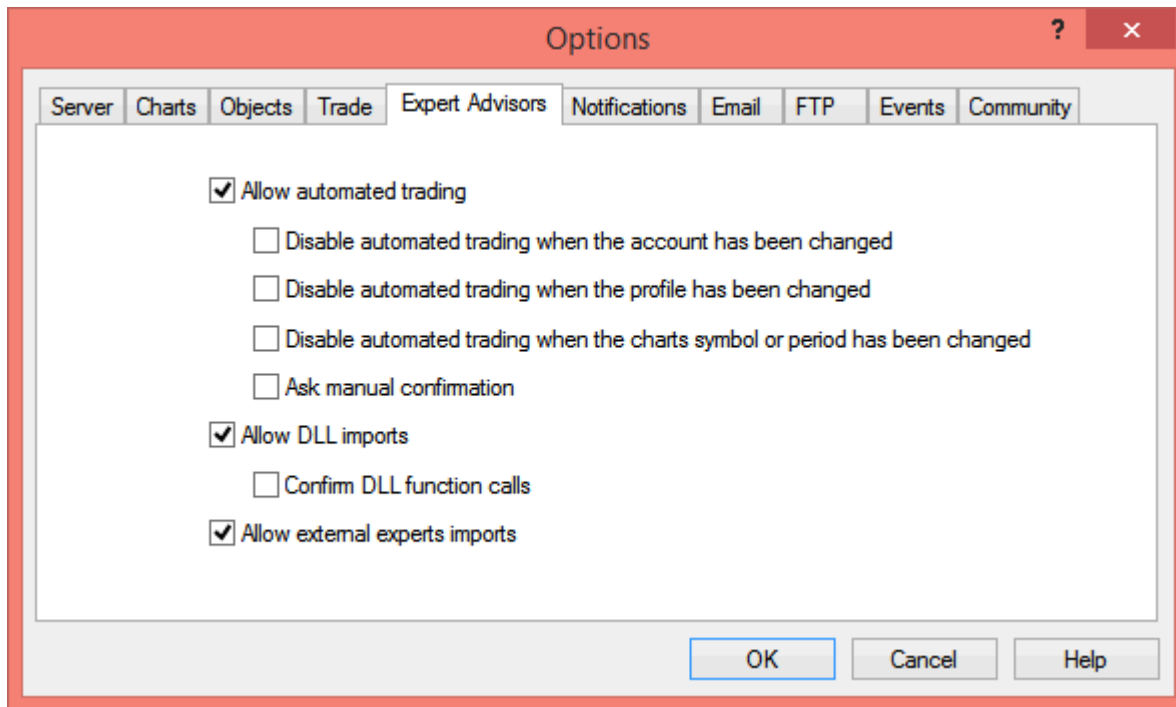 Options
?
Server Charts Objects Trade Expert Advisors Notifications Email FTP Events Community
Allow automated trading
Disable automated trading when the account has been changed
Disable automated trading when the profile has been changed
Disable automated trading when the charts symbol or period has been changed
Ask manual confirmation
Allow DLL imports
Confirm DLL function calls
Allow external experts imports
OK Cancel Help